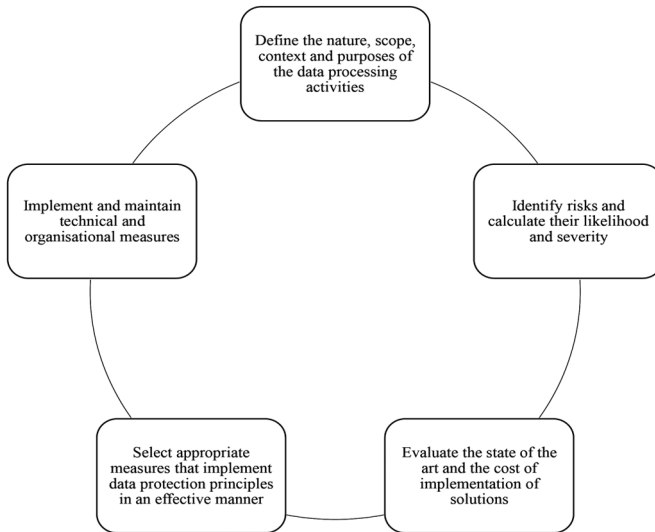 Define the nature, scope,
context and purposes of
the data processing
activities
Identify risks and
calculate their likelihood
and severity
Evaluate the state of the
art and the cost of
implementation of
solutions
Select appropriate
measures that implement
data protection principles
in an effective manner
Implement and maintain
technical and
organisational measures